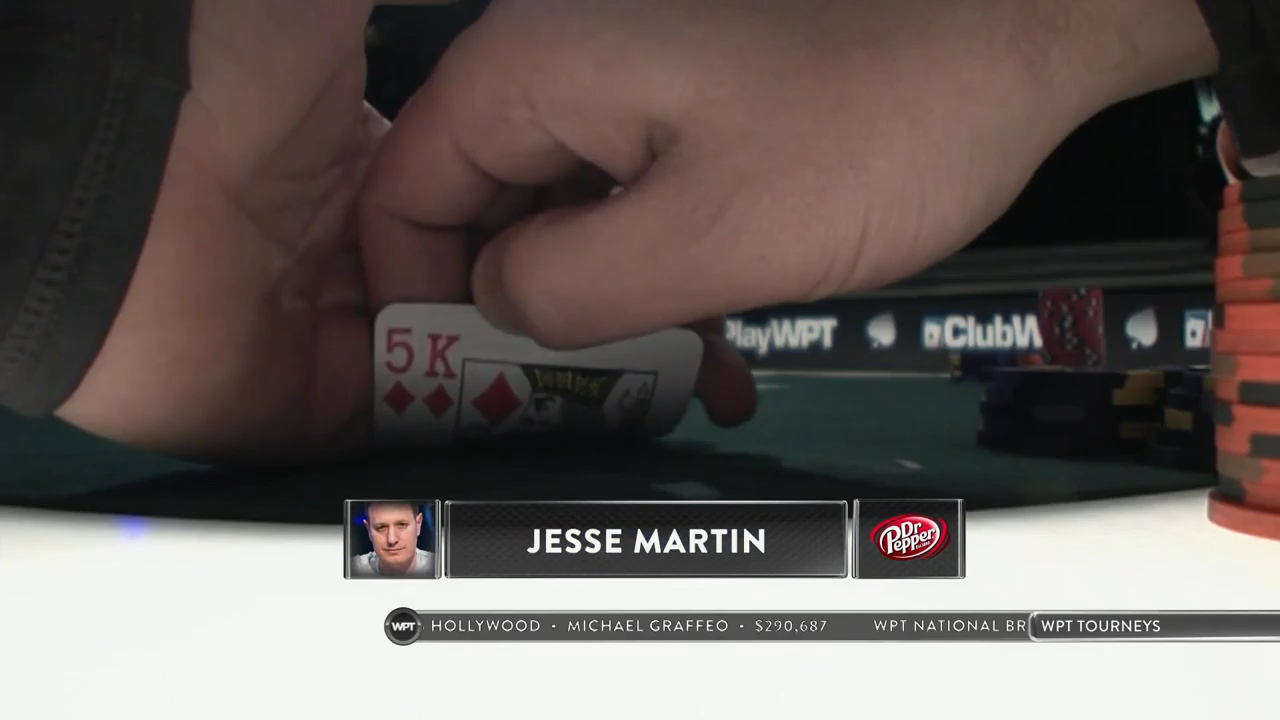 5 K
PlayWPT
ClubW
JESSE MARTIN
Dr Pepper
WPT
HOLLYWOOD • MICHAEL GRAFFEO • $290,687 WPT NATIONAL BR
WPT TOURNEYS